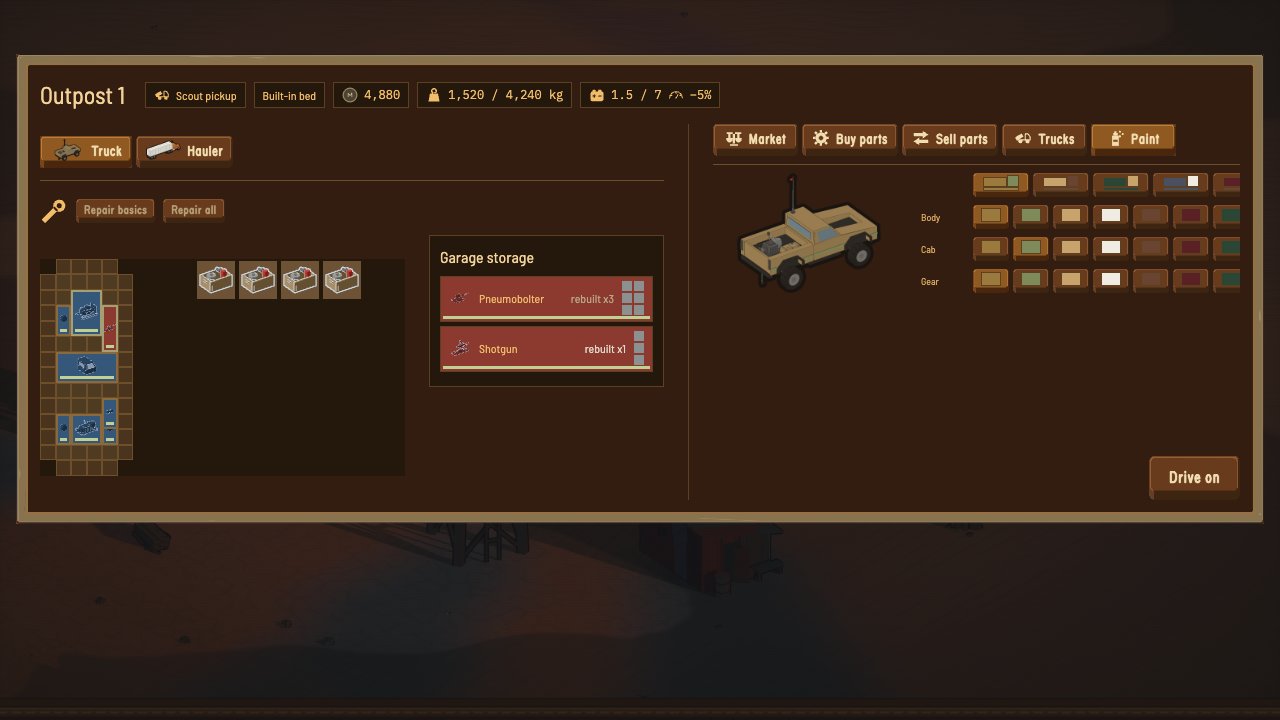 Outpost 1
Scout pickup
Built-in bed
4,880
1,520 / 4,240 kg
1.5 / 7
-5%
Truck
Hauler
Market
Buy parts
Sell parts
Trucks
Paint
Repair basics
Repair all
Garage storage
Pneumobolter
rebuilt x3
Shotgun
rebuilt x1
Body
Cab
Gear
Drive on